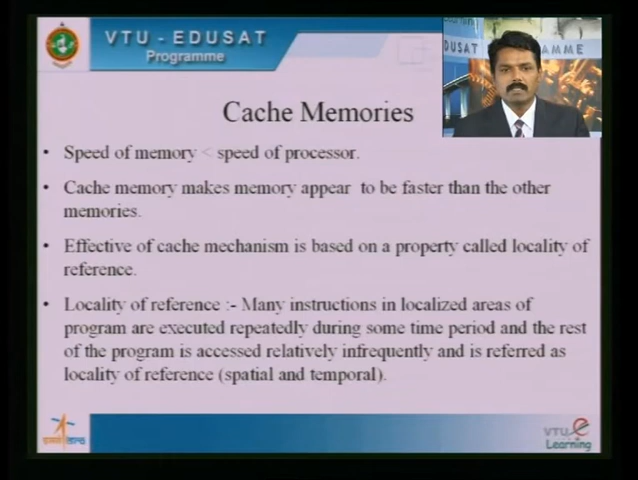 VTU - EDUSAT
Programme
EDUSAT
AMME
Cache Memories
• Speed of memory < speed of processor.
• Cache memory makes memory appear to be faster than the other
memories.
• Effective of cache mechanism is based on a property called locality of
reference.
• Locality of reference :- Many instructions in localized areas of
program are executed repeatedly during some time period and the rest
of the program is accessed relatively infrequently and is referred as
locality of reference (spatial and temporal).
VTU e
Learning